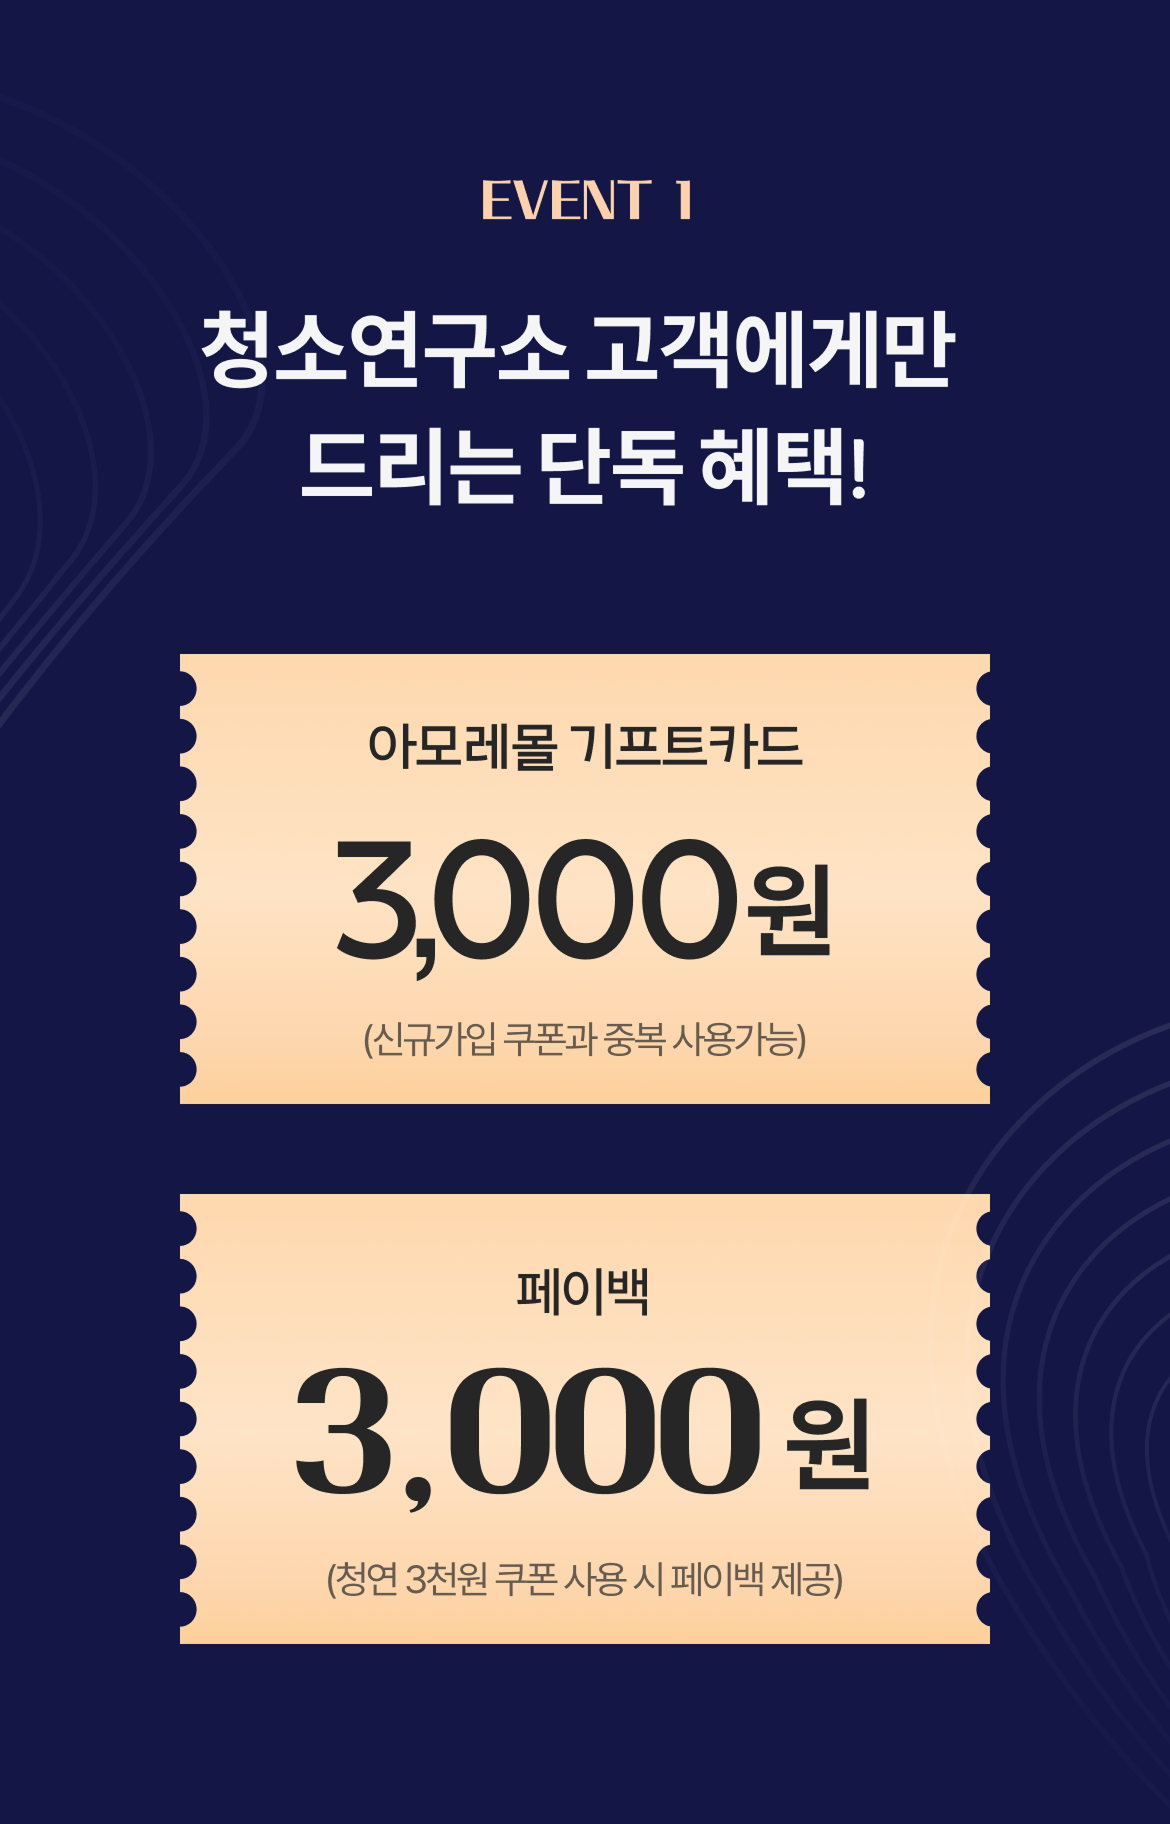 EVENT 1
청소연구소 고객에게만
드리는 단독 혜택!
아모레몰 기프트카드
3,000원
(신규가입 쿠폰과 중복 사용가능)
페이백
3,000 원
(청연 3천원 쿠폰 사용 시 페이백 제공)